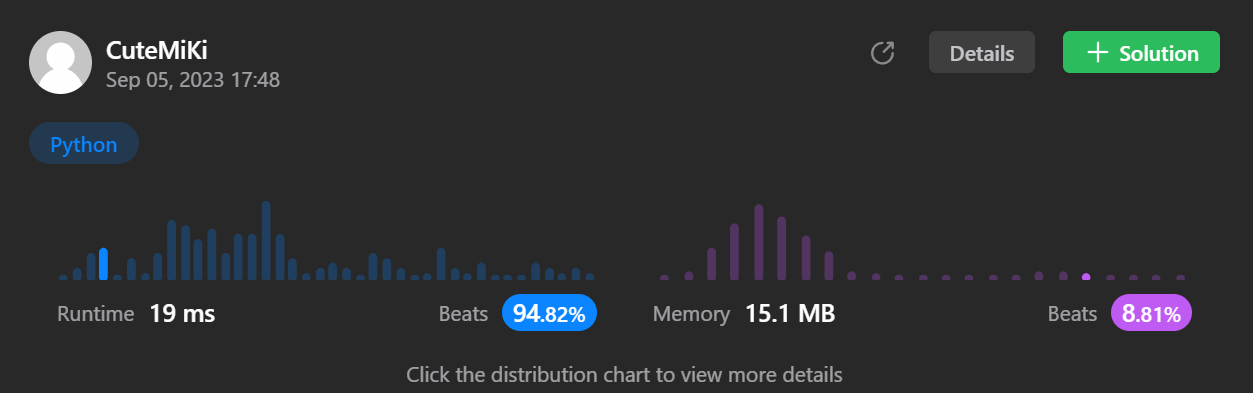 CuteMiKi
Sep 05, 2023 17:48
Details
+ Solution
Python
Runtime 19 ms Beats 94.82%
Memory 15.1 MB Beats 8.81%
Click the distribution chart to view more details